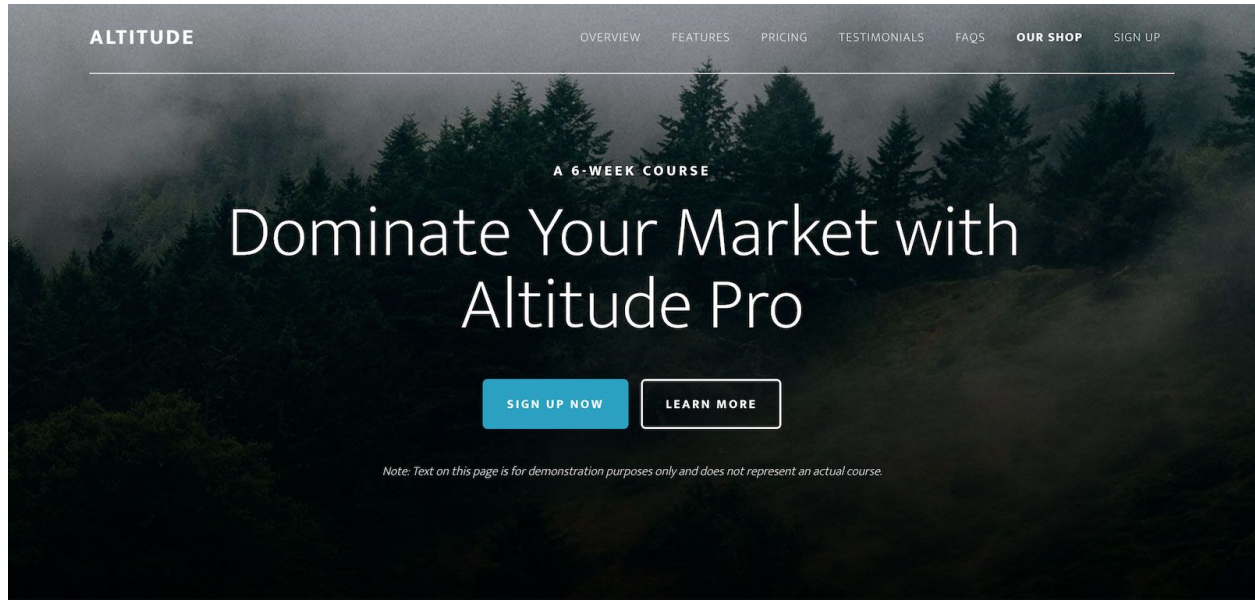 ALTITUDE
OVERVIEW FEATURES PRICING TESTIMONIALS FAQS OUR SHOP SIGN UP
A 6-WEEK COURSE
Dominate Your Market with
Altitude Pro
SIGN UP NOW LEARN MORE
Note: Text on this page is for demonstration purposes only and does not represent an actual course.